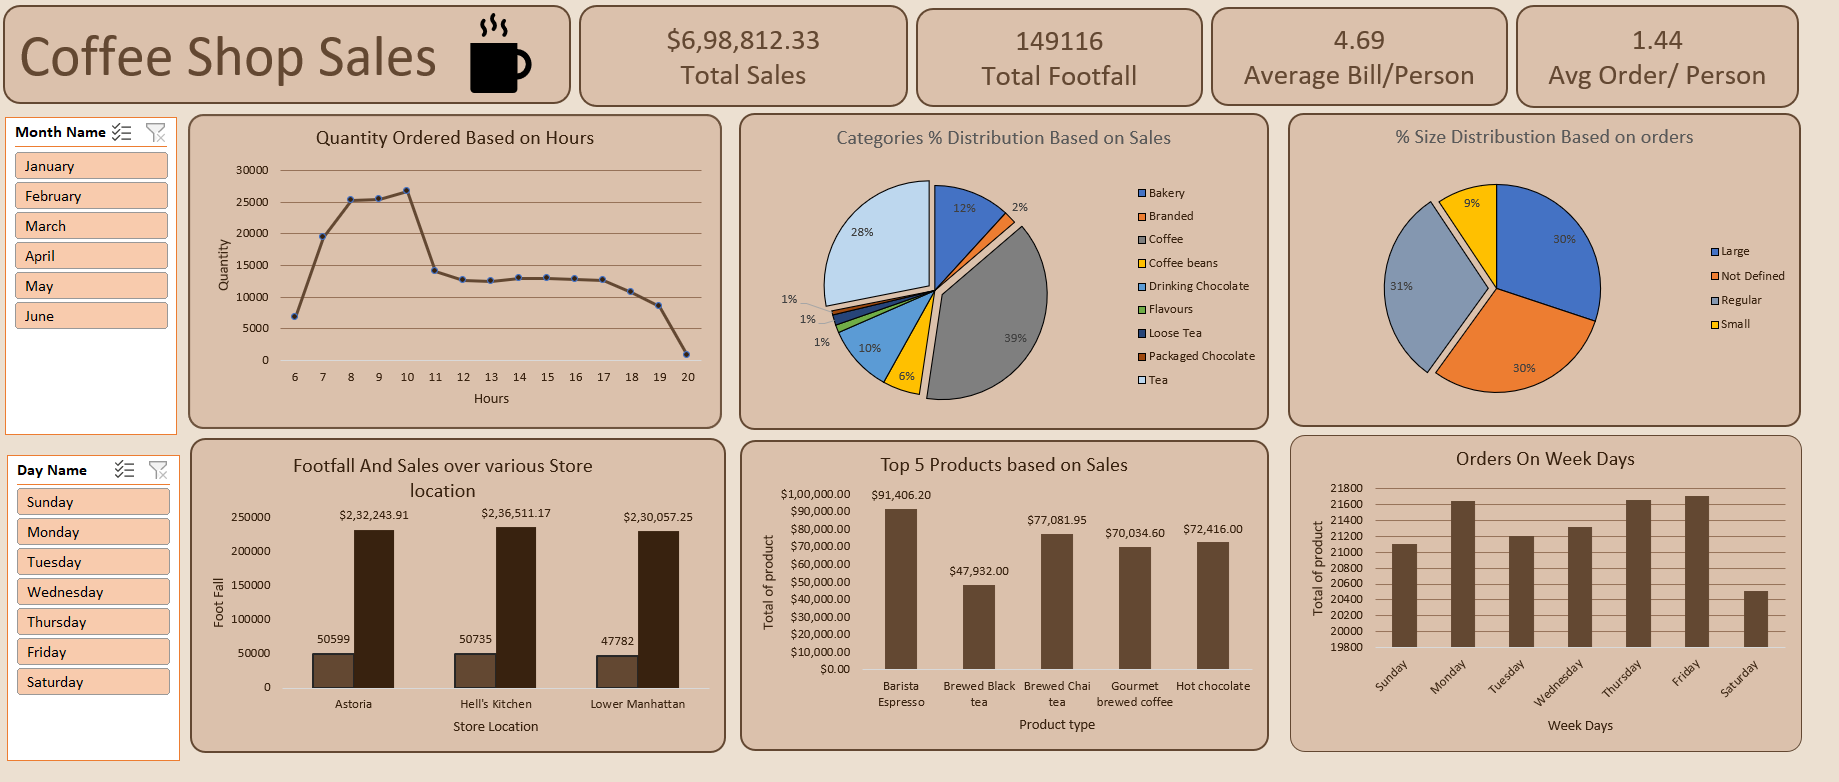 Coffee Shop Sales
$6,98,812.33
Total Sales
149116
Total Footfall
4.69
Average Bill/Person
1.44
Avg Order/ Person
Month Name
January
February
March
April
May
June
Day Name
Sunday
Monday
Tuesday
Wednesday
Thursday
Friday
Saturday
Quantity Ordered Based on Hours
30000
25000
20000
15000
10000
5000
0
Quantity
6 7 8 9 10 11 12 13 14 15 16 17 18 19 20
Hours
Categories % Distribution Based on Sales
12%
2%
39%
6%
10%
1%
1%
1%
28%
Bakery
Branded
Coffee
Coffee beans
Drinking Chocolate
Flavours
Loose Tea
Packaged Chocolate
Tea
% Size Distribustion Based on orders
30%
30%
31%
9%
Large
Not Defined
Regular
Small
Footfall And Sales over various Store
location
250000
200000
150000
100000
50000
0
Foot Fall
50599
$2,32,243.91
50735
$2,36,511.17
47782
$2,30,057.25
Astoria
Hell's Kitchen
Lower Manhattan
Store Location
Top 5 Products based on Sales
$1,00,000.00
$90,000.00
$80,000.00
$70,000.00
$60,000.00
$50,000.00
$40,000.00
$30,000.00
$20,000.00
$10,000.00
$0.00
Total of product
$91,406.20
$47,932.00
$77,081.95
$70,034.60
$72,416.00
Barista
Espresso
Brewed Black
tea
Brewed Chai
tea
Gourmet
brewed coffee
Hot chocolate
Product type
Orders On Week Days
21800
21600
21400
21200
21000
20800
20600
20400
20200
20000
19800
Total of product
Sunday
Monday
Tuesday
Wednesday
Thursday
Friday
Saturday
Week Days